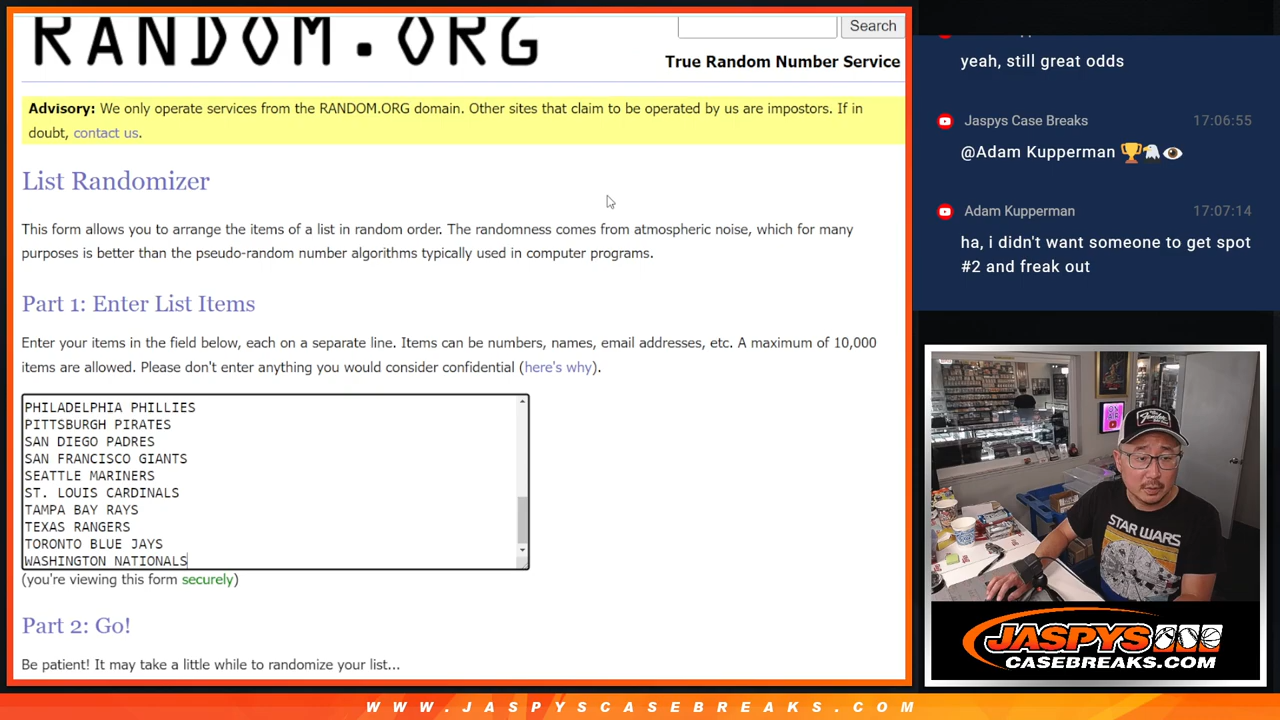 RANDOM.ORG
Search
True Random Number Service
Advisory: We only operate services from the RANDOM.ORG domain. Other sites that claim to be operated by us are impostors. If in
doubt, contact us.
List Randomizer
This form allows you to arrange the items of a list in random order. The randomness comes from atmospheric noise, which for many
purposes is better than the pseudo-random number algorithms typically used in computer programs.
Part 1: Enter List Items
Enter your items in the field below, each on a separate line. Items can be numbers, names, email addresses, etc. A maximum of 10,000
items are allowed. Please don't enter anything you would consider confidential (here's why).
PHILADELPHIA PHILLIES
PITTSBURGH PIRATES
SAN DIEGO PADRES
SAN FRANCISCO GIANTS
SEATTLE MARINERS
ST. LOUIS CARDINALS
TAMPA BAY RAYS
TEXAS RANGERS
TORONTO BLUE JAYS
WASHINGTON NATIONALS
(you're viewing this form securely)
Part 2: Go!
Be patient! It may take a little while to randomize your list...
yeah, still great odds
Jaspys Case Breaks 17:06:55
@Adam Kupperman 🏆🦅👁
Adam Kupperman 17:07:14
ha, i didn't want someone to get spot
#2 and freak out
Fender
STAR WARS
JASPYS
CASEBREAKS.COM
WWW.JASPYSCASEBREAKS.COM